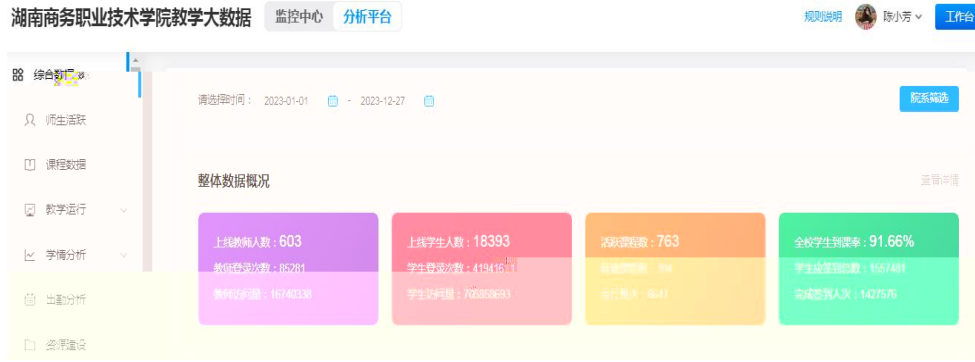 湖南商务职业技术学院教学大数据 监控中心 分析平台 规则说明 陈小芳 工作台
综合数据
请选择时间： 2023-01-01 - 2023-12-27 院系筛选
师生活跃
课程数据
整体数据概况 查看详情
教学运行
上线教师人数：603
教师登录次数：85281
教师访问量：16740338
上线学生人数：18393
学生登录次数：419416
学生访问量：
活跃课程数：763
全校学生到课率：91.66%
学生应签到总数：1557481
完成签到人次：1427576
学情分析
出勤分析
资源建设